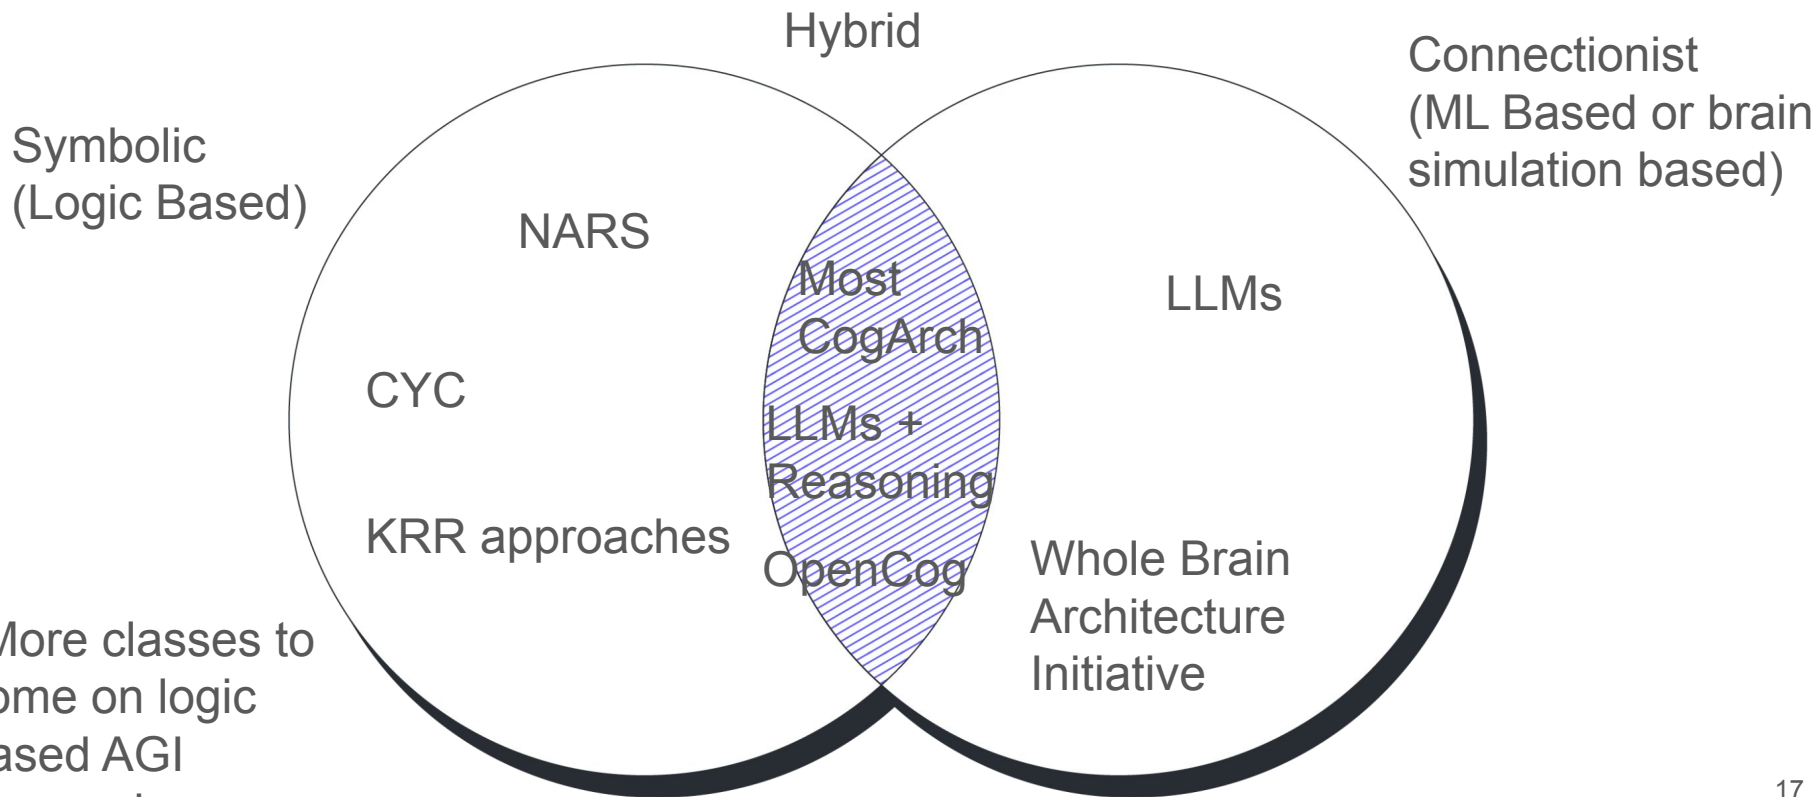 Hybrid
Symbolic
(Logic Based)
Connectionist
(ML Based or brain
simulation based)
NARS
CYC
KRR approaches
Most
CogArch
LLMs +
Reasoning
OpenCog
LLMs
Whole Brain
Architecture
Initiative
More classes to
ome on logic
ased AGI
17